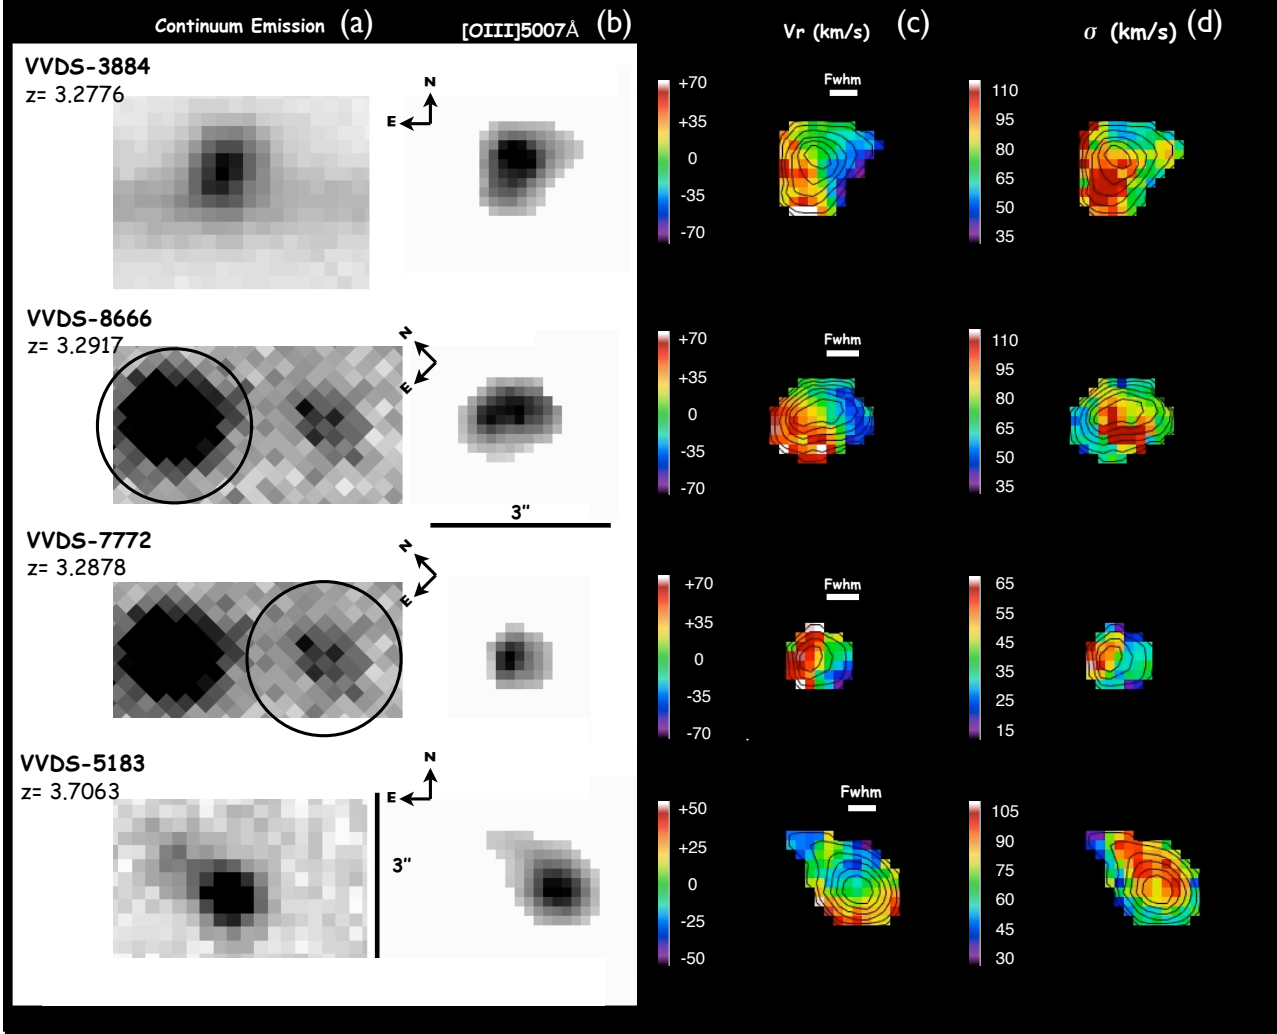 Continuum Emission (a) [OIII]5007Å (b) Vr (km/s) (c) σ (km/s) (d)
VVDS-3884
z= 3.2776
N
E
+70
+35
0
-35
-70
Fwhm
110
95
80
65
50
35
VVDS-8666
z= 3.2917
N
E
+70
+35
0
-35
-70
Fwhm
110
95
80
65
50
35
3"
VVDS-7772
z= 3.2878
N
E
+70
+35
0
-35
-70
Fwhm
65
55
45
35
25
15
VVDS-5183
z= 3.7063
N
E
3"
+50
+25
0
-25
-50
Fwhm
105
90
75
60
45
30